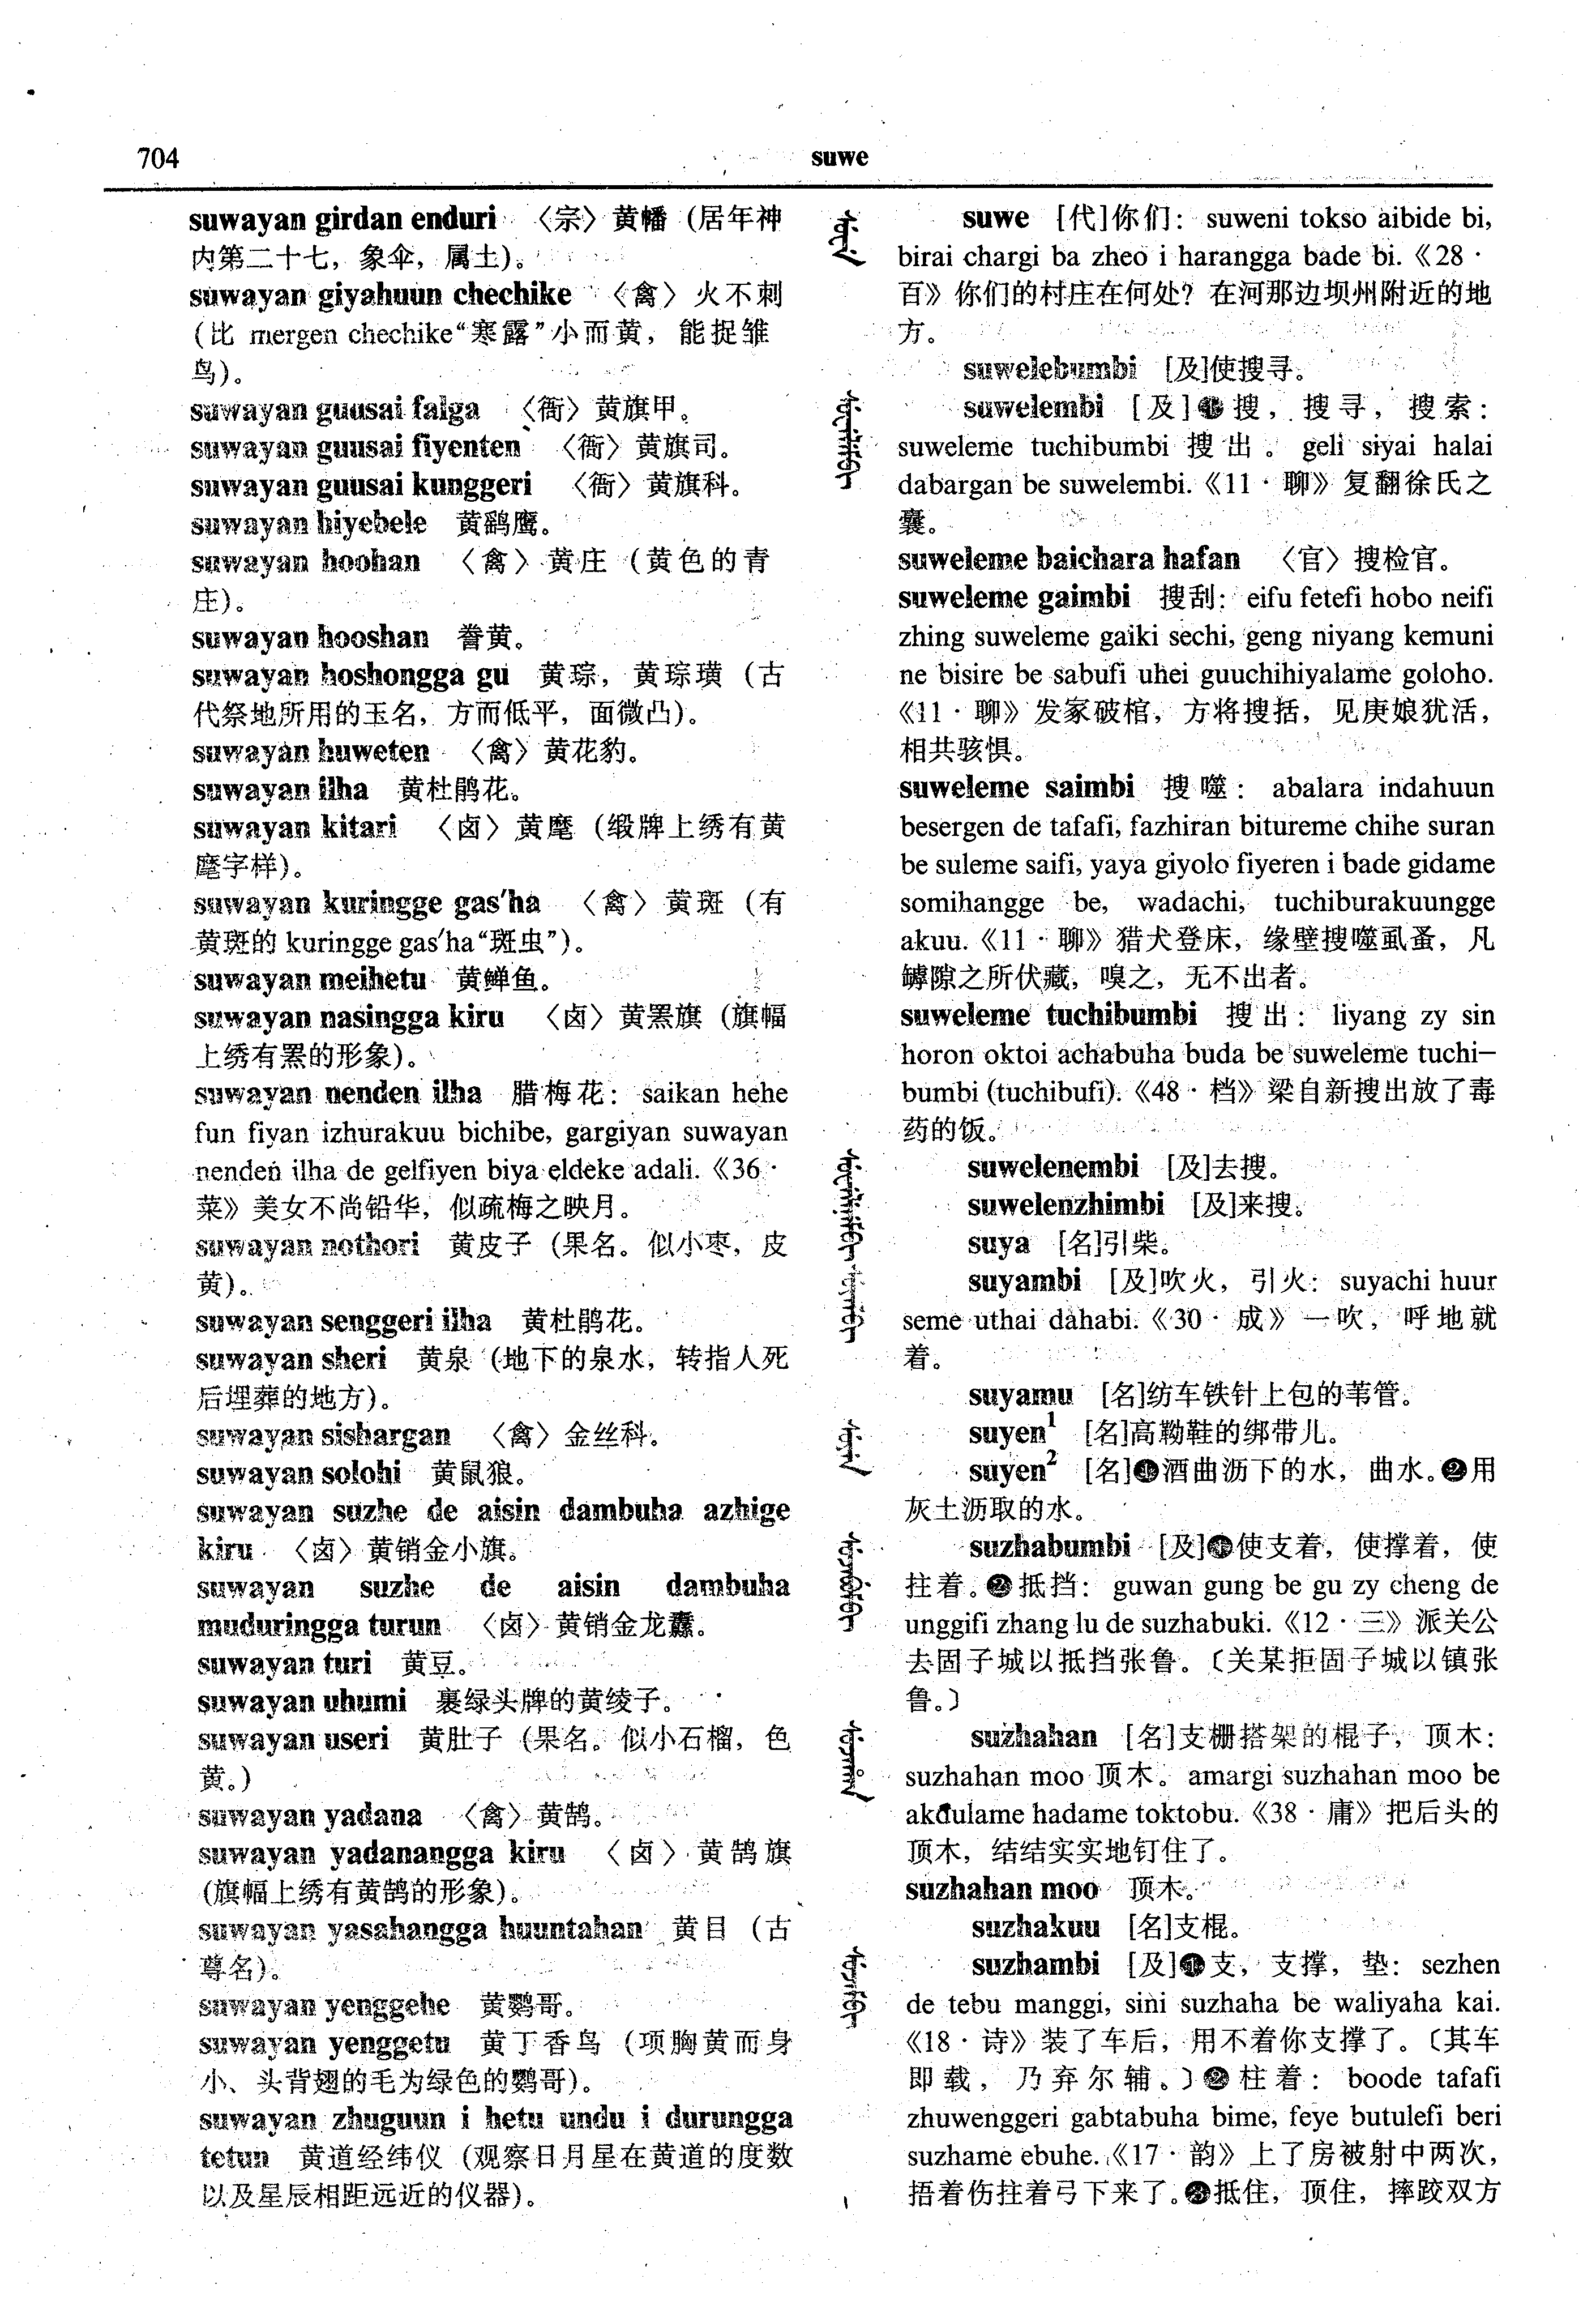 704
suwe
suwayan girdan enduri 〈宗〉黄幡（居年神
内第二十七，象伞，属土）。
suwayan giyahuun chechike 〈禽〉火不刺
（比 mergen chechike“寒露”小而黄，能捉雏
鸟）。
suwayan guusai falga 〈衙〉黄旗甲。
suwayan guusai fiyenten 〈衙〉黄旗司。
suwayan guusai kunggeri 〈衙〉黄旗科。
suwayan hiyebele 黄鹞鹰。
suwayan hoohan 〈禽〉黄庄（黄色的青
庄）。
suwayan hooshan 誊黄。
suwayan hoshongga gu 黄琮，黄琮璜（古
代祭地所用的玉名，方而低平，面微凸）。
suwayan huweten 〈禽〉黄花豹。
suwayan ilha 黄杜鹃花。
suwayan kitari 〈卤〉黄麾（缎牌上绣有黄
麾字样）。
suwayan kuringge gas'ha 〈禽〉黄斑（有
黄斑的 kuringge gas'ha“斑虫”）。
suwayan meihetu 黄蝉鱼。
suwayan nasingga kiru 〈卤〉黄罴旗（旗幅
上绣有罴的形象）。
suwayan nenden ilha 腊梅花：saikan hehe
fun fiyan izhurakuu bichibe, gargiyan suwayan
nenden ilha de gelfiyen biya eldeke adali.《36·
菜》美女不尚铅华，似疏梅之映月。
suwayan nothori 黄皮子（果名。似小枣，皮
黄）。
suwayan senggeri ilha 黄杜鹃花。
suwayan sheri 黄泉（地下的泉水，转指人死
后埋葬的地方）。
suwayan sishargan 〈禽〉金丝科。
suwayan solohi 黄鼠狼。
suwayan suzhe de aisin dambuha azhige
kiru 〈卤〉黄销金小旗。
suwayan suzhe de aisin dambuha
muduringga turun 〈卤〉黄销金龙纛。
suwayan turi 黄豆。
suwayan uhumi 裹绿头牌的黄绫子。
suwayan useri 黄肚子（果名。似小石榴，色
黄。）
suwayan yadana 〈禽〉黄鹄。
suwayan yadanangga kiru 〈卤〉黄鹄旗
（旗幅上绣有黄鹄的形象）。
suwayan yasahangga huuntahan 黄目（古
尊名）。
suwayan yenggehe 黄鹦哥。
suwayan yenggetu 黄丁香鸟（项胸黄而身
小、头背翅的毛为绿色的鹦哥）。
suwayan zhuguun i hetu undu i durungga
tetun 黄道经纬仪（观察日月星在黄道的度数
以及星辰相距远近的仪器）。
suwe [代]你们：suweni tokso aibide bi,
birai chargi ba zheo i harangga bade bi.《28·
百》你们的村庄在何处？在河那边坝州附近的地
方。
suwelebumbi [及]使搜寻。
suwelembi [及]❶搜，搜寻，搜索：
suweleme tuchibumbi 搜出。geli siyai halai
dabargan be suwelembi.《11·聊》复翻徐氏之
囊。
suweleme baichara hafan 〈官〉搜检官。
suweleme gaimbi 搜刮：eifu fetefi hobo neifi
zhing suweleme gaiki sechi, geng niyang kemuni
ne bisire be sabufi uhei guuchihiyalame goloho.
《11·聊》发家破棺，方将搜括，见庚娘犹活，
相共骇惧。
suweleme saimbi 搜噬：abalara indahuun
besergen de tafafi, fazhiran bitureme chihe suran
be suleme saifi, yaya giyolo fiyeren i bade gidame
somihangge be, wadachi, tuchiburakuungge
akuu.《11·聊》猎犬登床，缘壁搜噬虱蚤，凡
罅隙之所伏藏，嗅之，无不出者。
suweleme tuchibumbi 搜出：liyang zy sin
horon oktoi achabuha buda be suweleme tuchi-
bumbi (tuchibufi).《48·档》梁自新搜出放了毒
药的饭。
suwelenembi [及]去搜。
suwelenzhimbi [及]来搜。
suya [名]引柴。
suyambi [及]吹火，引火：suyachi huur
seme uthai dahabi.《30·成》一吹，呼地就
着。
suyamu [名]纺车铁针上包的苇管。
suyen¹ [名]高勒鞋的绑带儿。
suyen² [名]❶酒曲沥下的水，曲水。❷用
灰土沥取的水。
suzhabumbi [及]❶使支着，使撑着，使
拄着。❷抵挡：guwan gung be gu zy cheng de
unggifi zhang lu de suzhabuki.《12·三》派关公
去固子城以抵挡张鲁。〔关某拒固子城以镇张
鲁。〕
suzhahan [名]支栅搭架的棍子，顶木：
suzhahan moo 顶木。amargi suzhahan moo be
akdulame hadame toktobu.《38·庸》把后头的
顶木，结结实实地钉住了。
suzhahan moo 顶木。
suzhakuu [名]支棍。
suzhambi [及]❶支，支撑，垫：sezhen
de tebu manggi, sini suzhaha be waliyaha kai.
《18·诗》装了车后，用不着你支撑了。〔其车
即载，乃弃尔辅。〕❷柱着：boode tafafi
zhuwenggeri gabtabuha bime, feye butulefi beri
suzhame ebuhe.《17·韵》上了房被射中两次，
捂着伤拄着弓下来了。❸抵住，顶住，摔跤双方